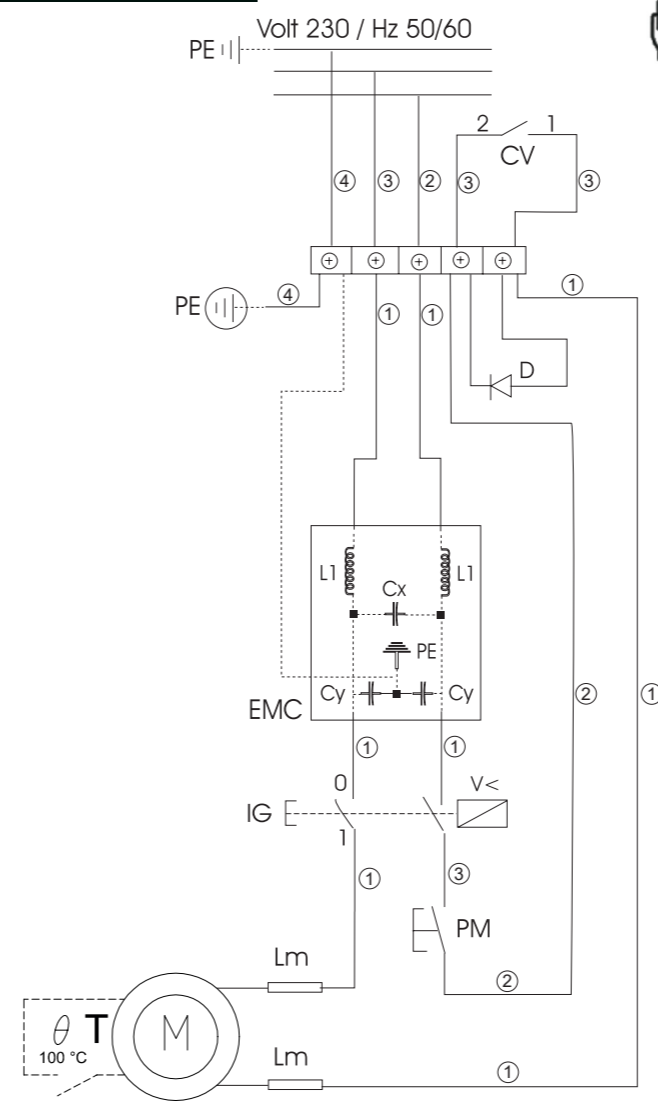 Volt 230 / Hz 50/60
PE
2 1
CV
4 3 2 3 3
+ + + + +
PE 4
1 1 1
D
L1 L1
Cx
PE
Cy Cy
EMC
2 1
1 1
0 V<
IG
1
1 3
PM
2
Lm
θ T M
100 °C
Lm
1